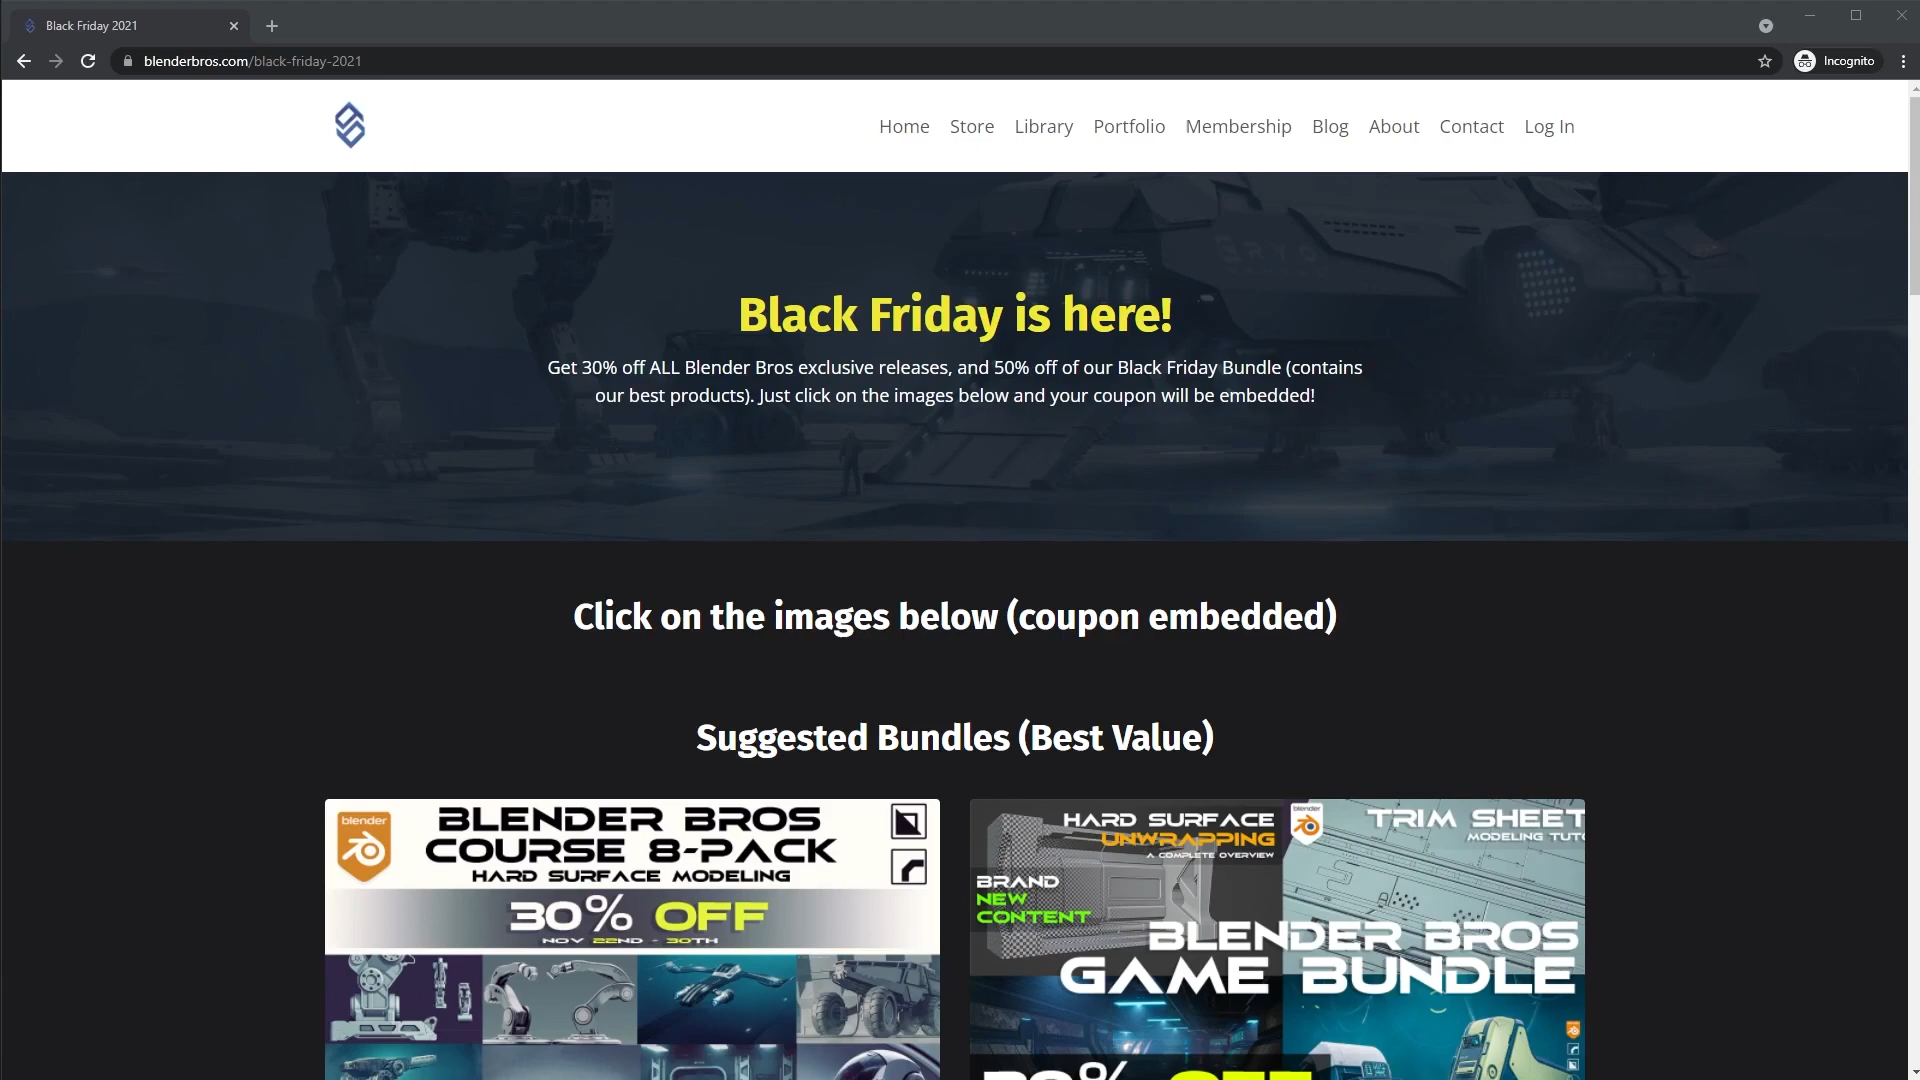 Black Friday 2021
blenderbros.com/black-friday-2021
Incognito
Home Store Library Portfolio Membership Blog About Contact Log In
Black Friday is here!
Get 30% off ALL Blender Bros exclusive releases, and 50% off of our Black Friday Bundle (contains
our best products). Just click on the images below and your coupon will be embedded!
Click on the images below (coupon embedded)
Suggested Bundles (Best Value)
blender
BLENDER BROS
COURSE 8-PACK
HARD SURFACE MODELING
30% OFF
NOV 22ND - 30TH
HARD SURFACE
UNWRAPPING
A COMPLETE OVERVIEW
BRAND
NEW
CONTENT
blender
TRIM SHEET
MODELING TUT
BLENDER BROS
GAME BUNDLE